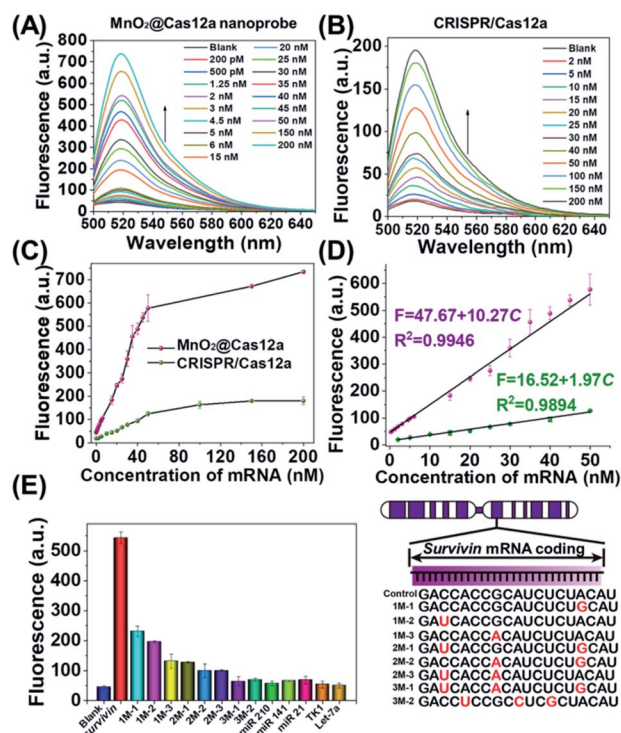 (A)
MnO2@Cas12a nanoprobe
Fluorescence (a.u.)
800
700
600
500
400
300
200
100
0
Blank
200 pM
500 pM
1.25 nM
2 nM
3 nM
4.5 nM
5 nM
6 nM
15 nM
20 nM
25 nM
30 nM
35 nM
40 nM
45 nM
50 nM
150 nM
200 nM
500 520 540 560 580 600 620 640
Wavelength (nm)
(B)
CRISPR/Cas12a
Fluorescence (a.u.)
200
150
100
50
0
Blank
2 nM
5 nM
10 nM
15 nM
20 nM
25 nM
30 nM
40 nM
50 nM
100 nM
150 nM
200 nM
500 520 540 560 580 600 620 640
Wavelength (nm)
(C)
Fluorescence (a.u.)
700
600
500
400
300
200
100
0
MnO2@Cas12a
CRISPR/Cas12a
0 40 80 120 160 200
Concentration of mRNA (nM)
(D)
Fluorescence (a.u.)
600
500
400
300
200
100
0
F=47.67+10.27C
R2=0.9946
F=16.52+1.97C
R2=0.9894
0 10 20 30 40 50
Concentration of mRNA (nM)
(E)
Fluorescence (a.u.)
500
400
300
200
100
0
Blank
Survivin
1M-1
1M-2
1M-3
2M-1
2M-2
2M-3
3M-1
3M-2
miR 210
miR 141
miR 21
TK1
Let-7a
Survivin mRNA coding
Control GACCACCGCAUCUCUACAU
1M-1 GACCACCGCAUCUCUGCAU
1M-2 GAUCACCGCAUCUCUACAU
1M-3 GACCACCACAUCUCUACAU
2M-1 GAUCACCGCAUCUCUGCAU
2M-2 GACCACCACAUCUCUGCAU
2M-3 GAUCACCACAUCUCUACAU
3M-1 GAUCACCACAUCUCUGCAU
3M-2 GACCUCCGCCUCUGUACAU